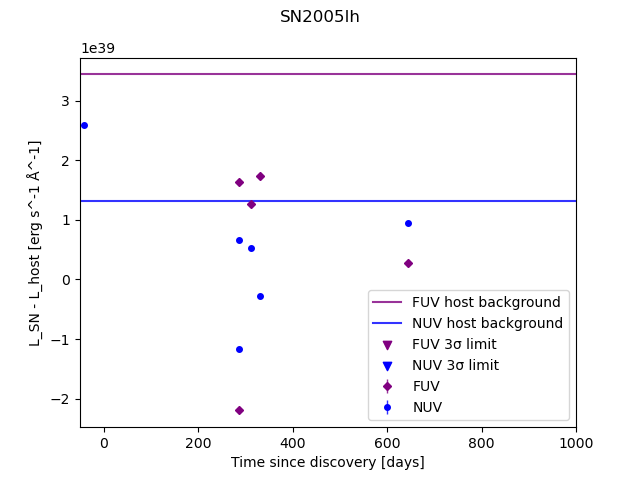 SN2005lh
1e39
L_SN - L_host [erg s^-1 Å^-1]
3
2
1
0
−1
−2
FUV host background
NUV host background
FUV 3σ limit
NUV 3σ limit
FUV
NUV
0 200 400 600 800 1000
Time since discovery [days]